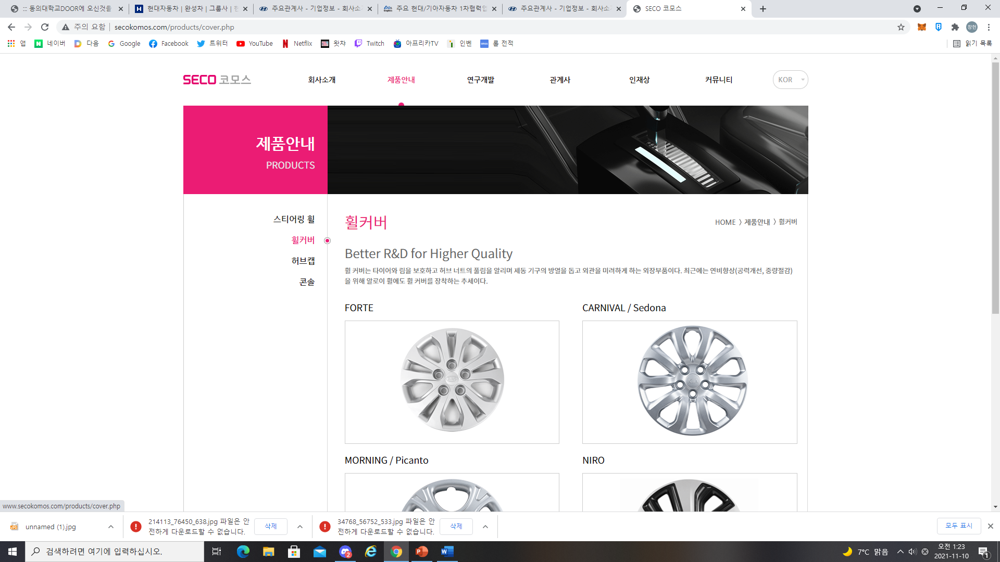 ::: 동의대학교DOOR에 오신것을
현대자동차 | 완성차 | 그룹사 | 현
주요관계사 - 기업정보 - 회사소
주요 현대/기아자동차 1차협력업
주요관계사 - 기업정보 - 회사소
SECO 코모스
주의 요함 | secokomos.com/products/cover.php
창헌
앱
네이버
다음
Google
Facebook
트위터
YouTube
Netflix
왓챠
Twitch
아프리카TV
인벤
롤 전적
읽기 목록
SECO 코모스
회사소개
제품안내
연구개발
관계사
인재상
커뮤니티
KOR
제품안내
PRODUCTS
스티어링 휠
휠커버
허브캡
콘솔
휠커버
HOME 〉제품안내 〉휠커버
Better R&D for Higher Quality
휠 커버는 타이어와 림을 보호하고 허브 너트의 풀림을 알리며 제동 기구의 방열을 돕고 외관을 미려하게 하는 외장부품이다. 최근에는 연비향상(공력개선, 중량절감)
을 위해 알로이 휠에도 휠 커버를 장착하는 추세이다.
FORTE
CARNIVAL / Sedona
MORNING / Picanto
NIRO
www.secokomos.com/products/cover.php
unnamed (1).jpg
214113_76450_638.jpg 파일은 안
전하게 다운로드할 수 없습니다.
삭제
34768_56752_533.jpg 파일은 안
전하게 다운로드할 수 없습니다.
삭제
모두 표시
검색하려면 여기에 입력하십시오.
2
7°C 맑음
오전 1:23
2021-11-10
1